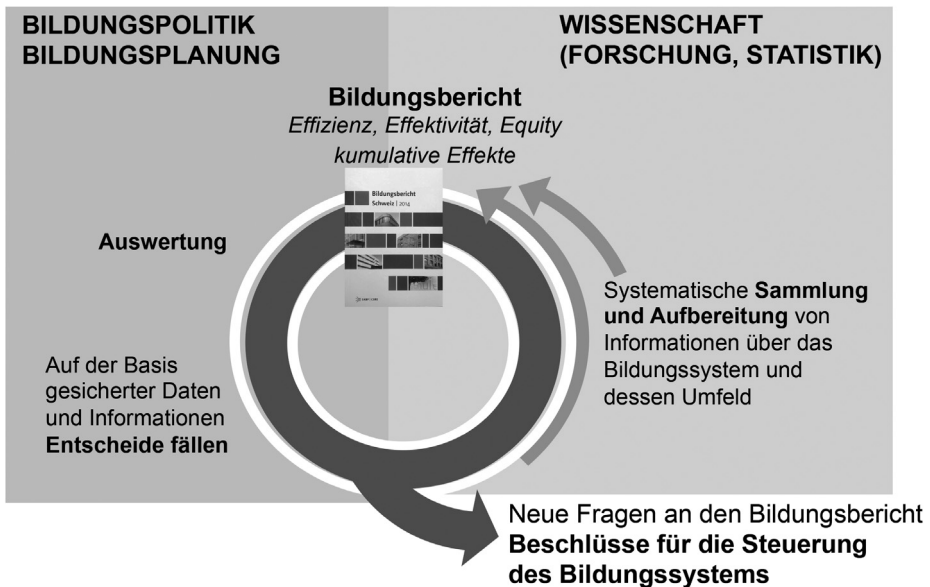 BILDUNGSPOLITIK
BILDUNGSPLANUNG
WISSENSCHAFT
(FORSCHUNG, STATISTIK)
Bildungsbericht
Effizienz, Effektivität, Equity
kumulative Effekte
Bildungsbericht
Schweiz | 2014
Auswertung
Auf der Basis
gesicherter Daten
und Informationen
Entscheide fällen
Systematische Sammlung
und Aufbereitung von
Informationen über das
Bildungssystem und
dessen Umfeld
Neue Fragen an den Bildungsbericht
Beschlüsse für die Steuerung
des Bildungssystems